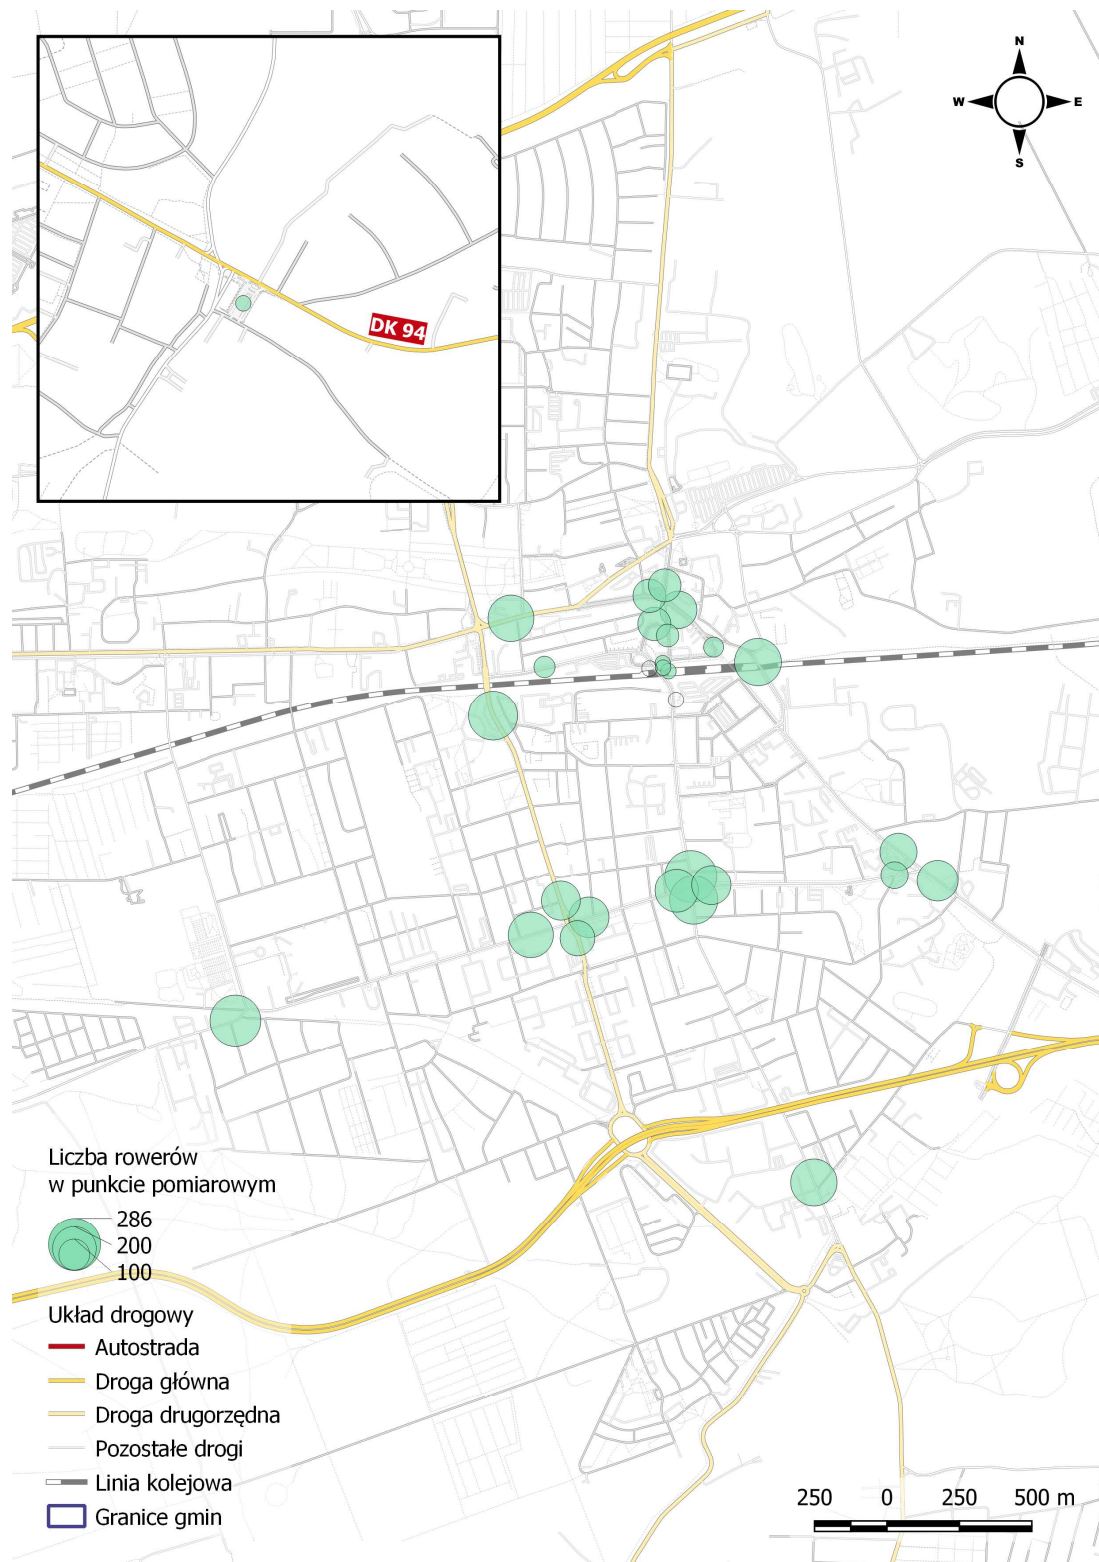 N
W
E
S
DK 94
Liczba rowerów
w punkcie pomiarowym
286
200
100
Układ drogowy
Autostrada
Droga główna
Droga drugorzędna
Pozostałe drogi
Linia kolejowa
Granice gmin
250 0 250 500 m